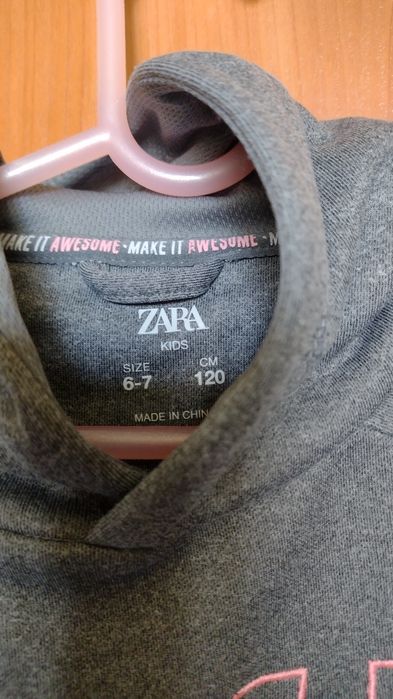 MAKE IT AWESOME • MAKE IT AWESOME •
ZARA
KIDS
SIZE CM
6-7 120
MADE IN CHINA